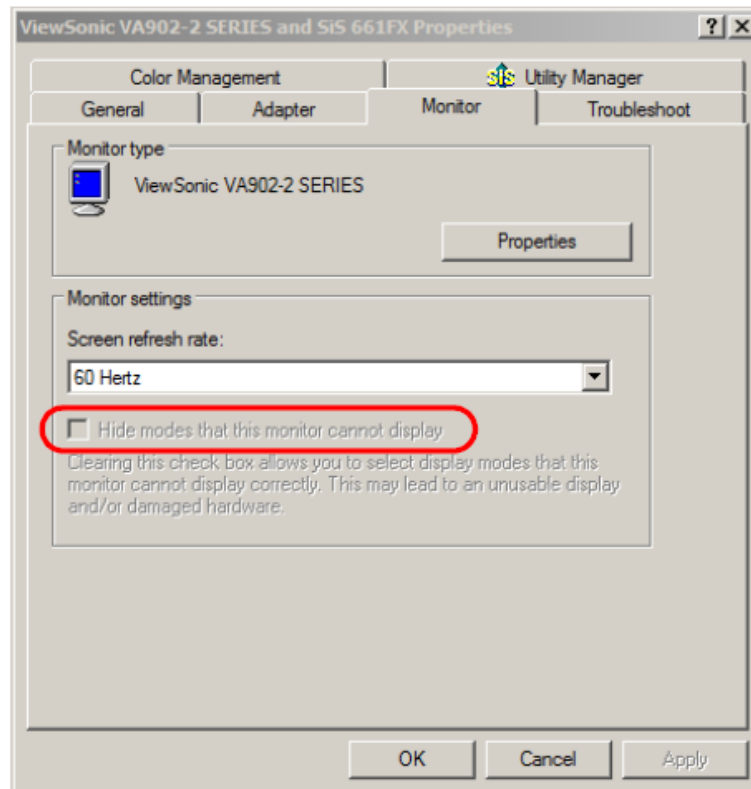 ViewSonic VA902-2 SERIES and SiS 661FX Properties
Color Management
SiS Utility Manager
General
Adapter
Monitor
Troubleshoot
Monitor type
ViewSonic VA902-2 SERIES
Properties
Monitor settings
Screen refresh rate:
60 Hertz
Hide modes that this monitor cannot display
Clearing this check box allows you to select display modes that this
monitor cannot display correctly. This may lead to an unusable display
and/or damaged hardware.
OK
Cancel
Apply